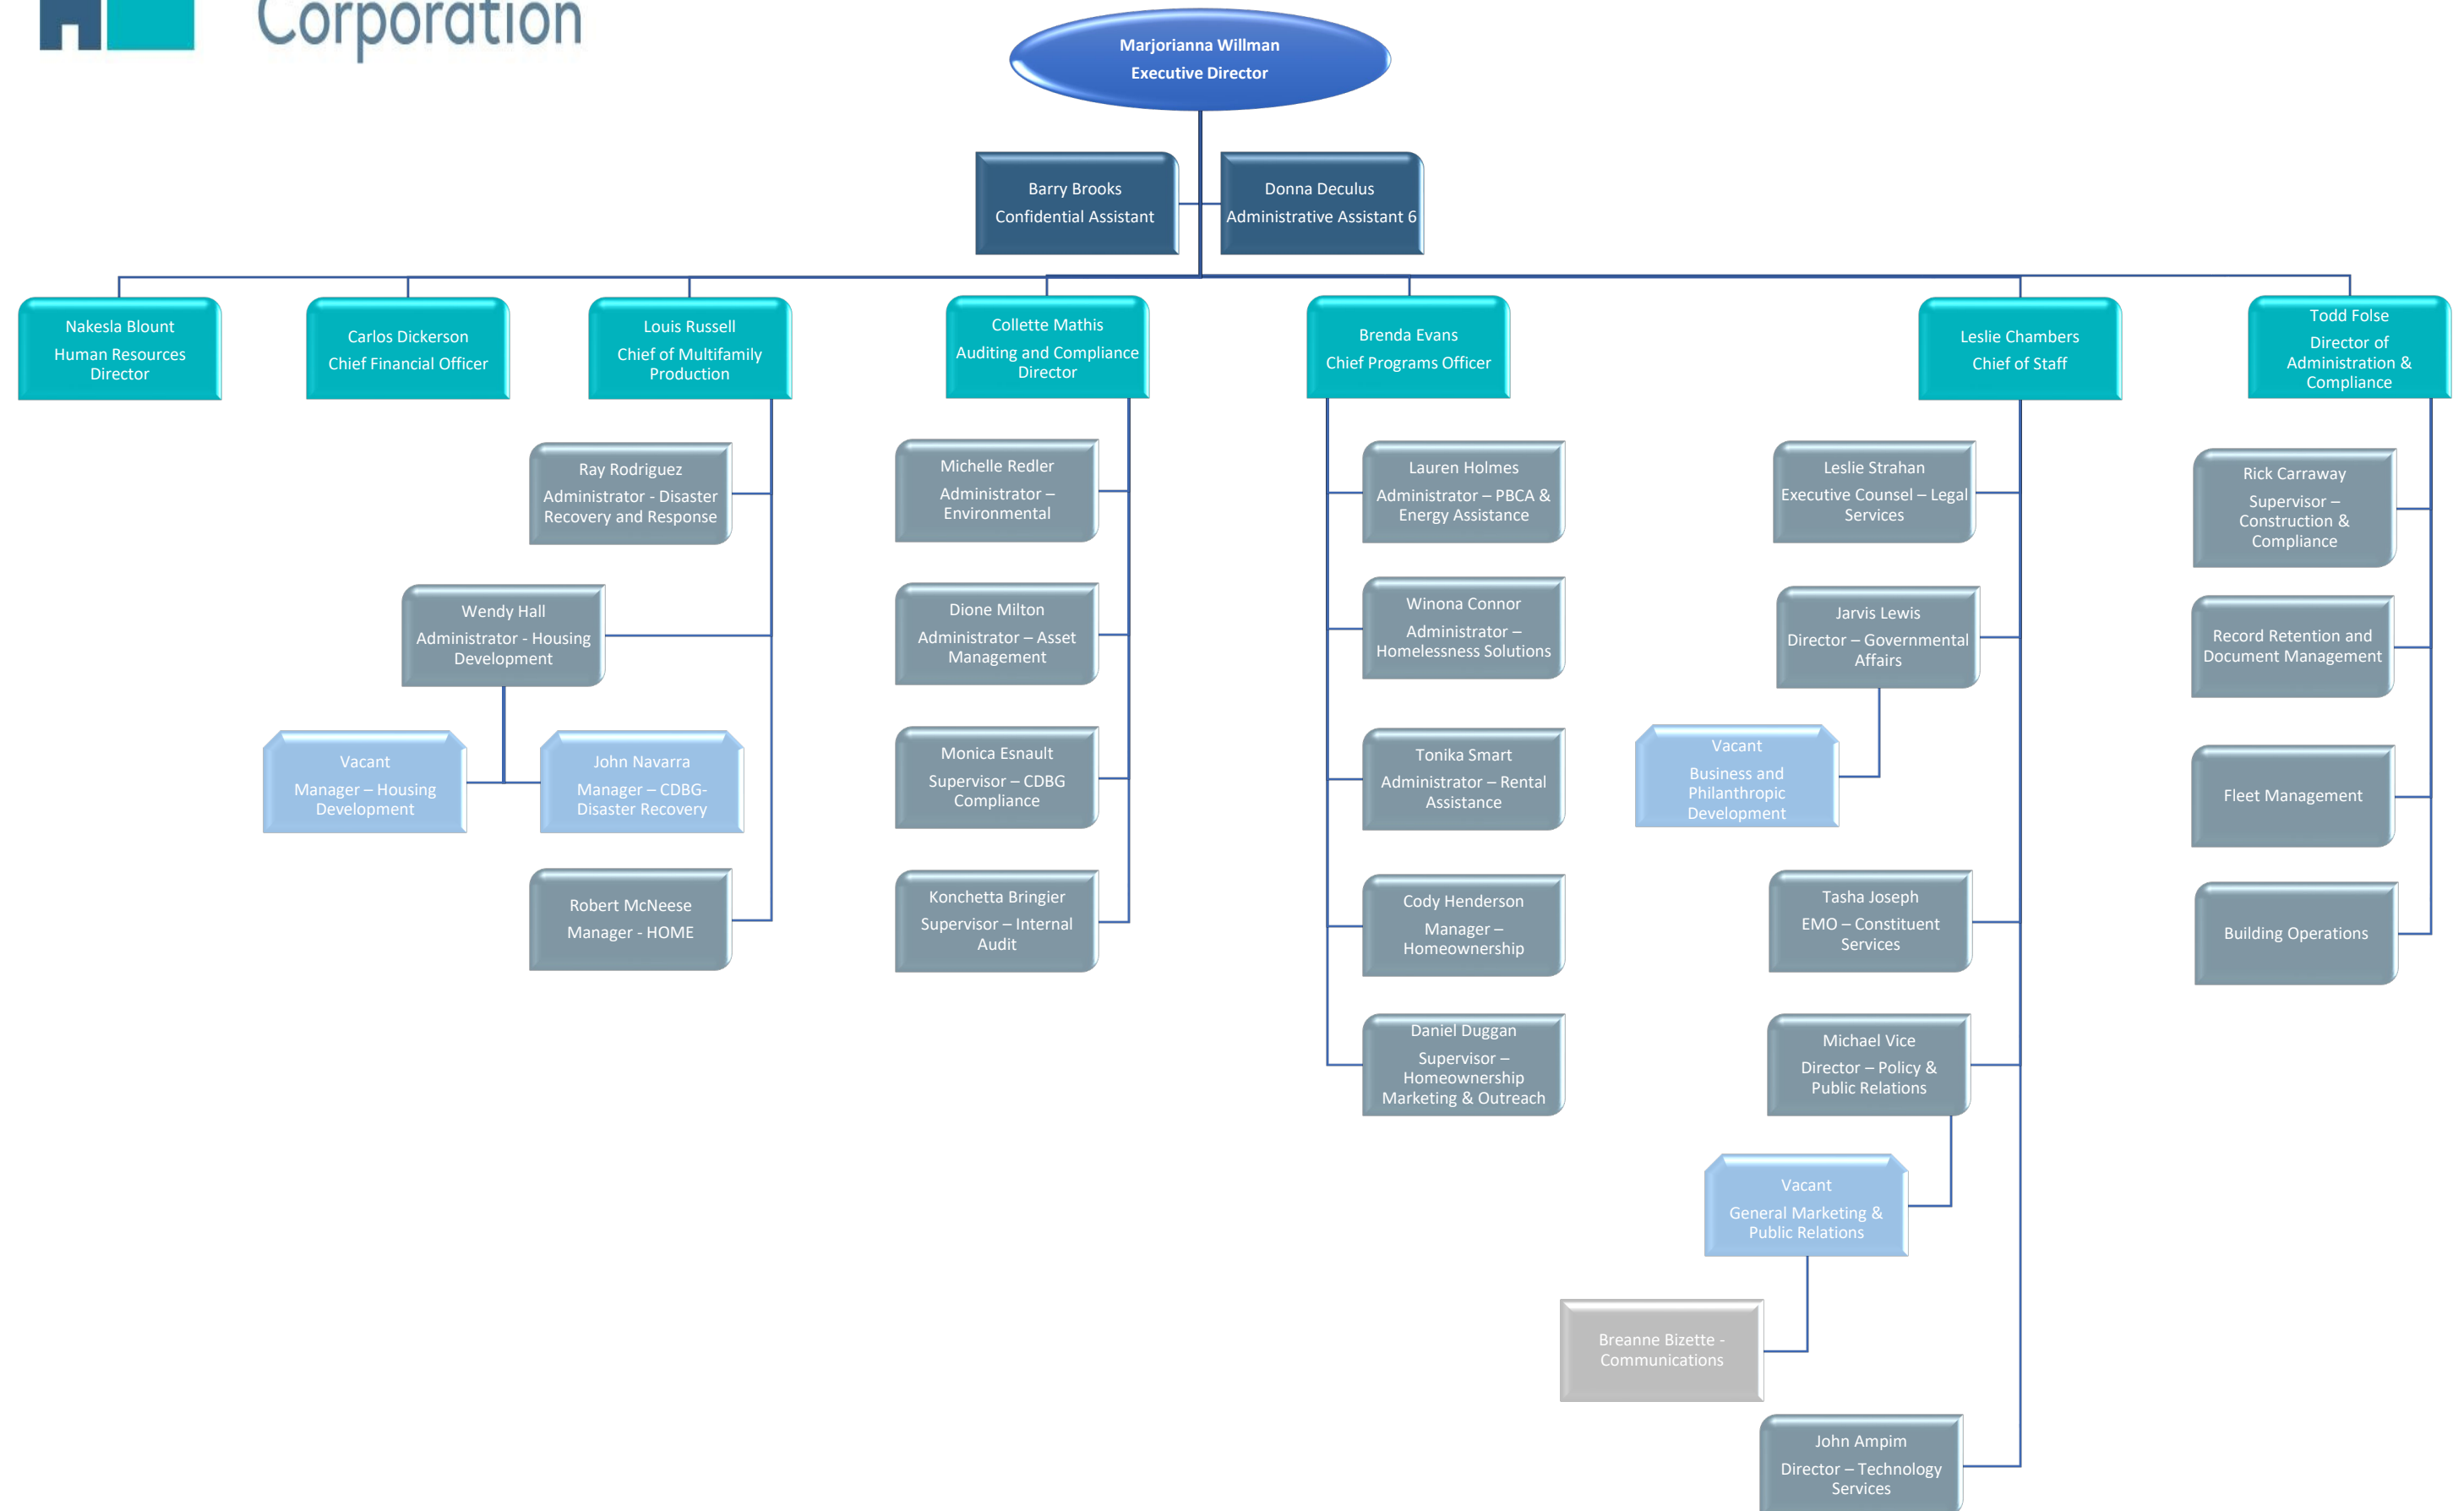 Corporation
Marjorianna Willman
Executive Director
Barry Brooks
Confidential Assistant
Donna Deculus
Administrative Assistant 6
Nakesla Blount
Human Resources
Director
Carlos Dickerson
Chief Financial Officer
Louis Russell
Chief of Multifamily
Production
Collette Mathis
Auditing and Compliance
Director
Brenda Evans
Chief Programs Officer
Leslie Chambers
Chief of Staff
Todd Folse
Director of
Administration &
Compliance
Ray Rodriguez
Administrator - Disaster
Recovery and Response
Wendy Hall
Administrator - Housing
Development
Vacant
Manager – Housing
Development
John Navarra
Manager – CDBG-
Disaster Recovery
Robert McNeese
Manager - HOME
Michelle Redler
Administrator –
Environmental
Dione Milton
Administrator – Asset
Management
Monica Esnault
Supervisor – CDBG
Compliance
Konchetta Bringier
Supervisor – Internal
Audit
Lauren Holmes
Administrator – PBCA &
Energy Assistance
Winona Connor
Administrator –
Homelessness Solutions
Tonika Smart
Administrator – Rental
Assistance
Cody Henderson
Manager –
Homeownership
Daniel Duggan
Supervisor –
Homeownership
Marketing & Outreach
Leslie Strahan
Executive Counsel – Legal
Services
Jarvis Lewis
Director – Governmental
Affairs
Vacant
Business and
Philanthropic
Development
Tasha Joseph
EMO – Constituent
Services
Michael Vice
Director – Policy &
Public Relations
Vacant
General Marketing &
Public Relations
Breanne Bizette -
Communications
John Ampim
Director – Technology
Services
Rick Carraway
Supervisor –
Construction &
Compliance
Record Retention and
Document Management
Fleet Management
Building Operations